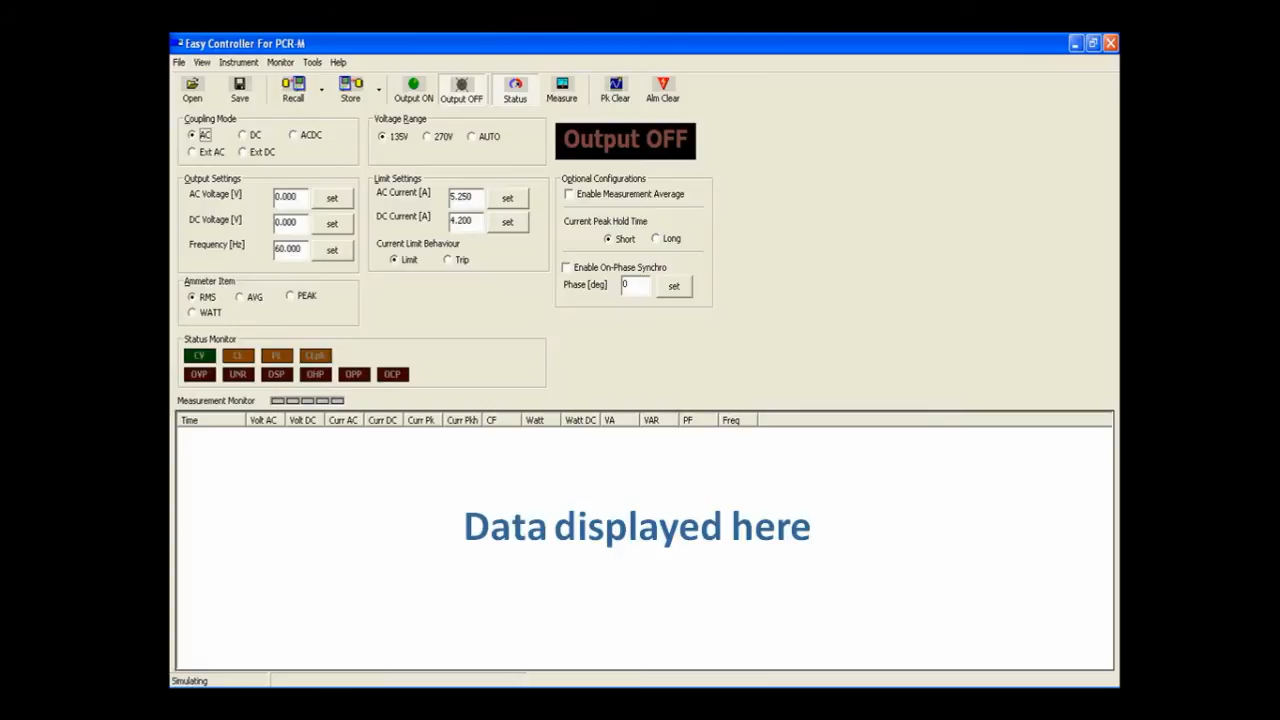 Easy Controller For PCR-M
File View Instrument Monitor Tools Help
Open Save Recall Store Output ON Output OFF Status Measure Pk Clear Alm Clear
Coupling Mode
AC DC ACDC
Ext AC Ext DC
Voltage Range
135V 270V AUTO
Output OFF
Output Settings
AC Voltage [V] 0.000 set
DC Voltage [V] 0.000 set
Frequency [Hz] 60.000 set
Limit Settings
AC Current [A] 5.250 set
DC Current [A] 4.200 set
Current Limit Behaviour
Limit Trip
Optional Configurations
Enable Measurement Average
Current Peak Hold Time
Short Long
Enable On-Phase Synchro
Phase [deg] 0 set
Ammeter Item
RMS AVG PEAK
WATT
Status Monitor
CV CLpk
OVP UNR DSP OHP OPP OCP
Measurement Monitor
Time Volt AC Volt DC Curr AC Curr DC Curr Pk Curr Pkh CF Watt Watt DC VA VAR PF Freq
Data displayed here
Simulating